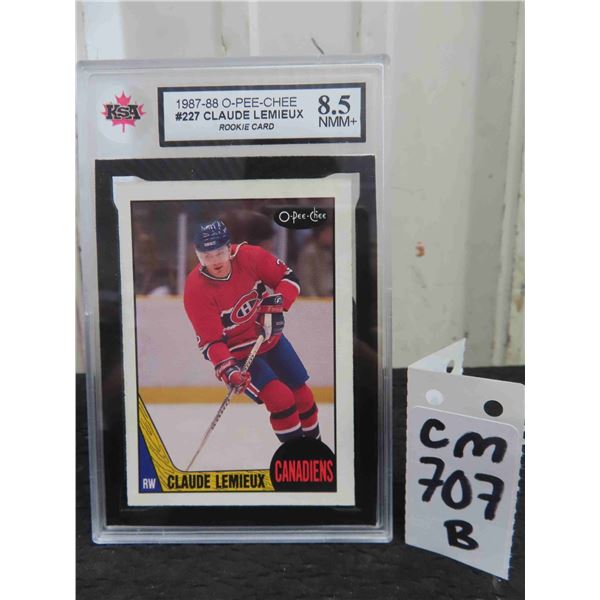 KSA
1987-88 O-PEE-CHEE
#227 CLAUDE LEMIEUX
ROOKIE CARD
8.5
NMM+
O-Pee-Chee
RW
CLAUDE LEMIEUX
CANADIENS
CM
707
B